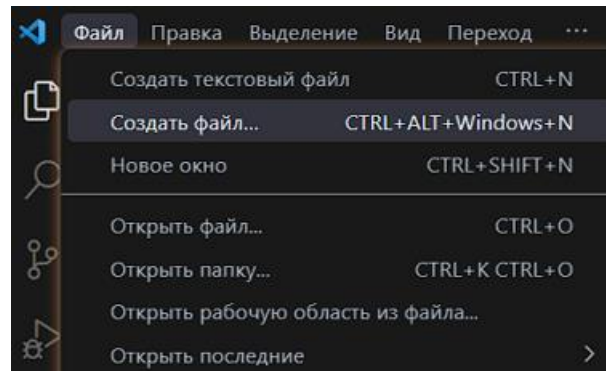 Файл Правка Выделение Вид Переход ...
Создать текстовый файл CTRL+N
Создать файл... CTRL+ALT+Windows+N
Новое окно CTRL+SHIFT+N
Открыть файл... CTRL+O
Открыть папку... CTRL+K CTRL+O
Открыть рабочую область из файла...
Открыть последние >